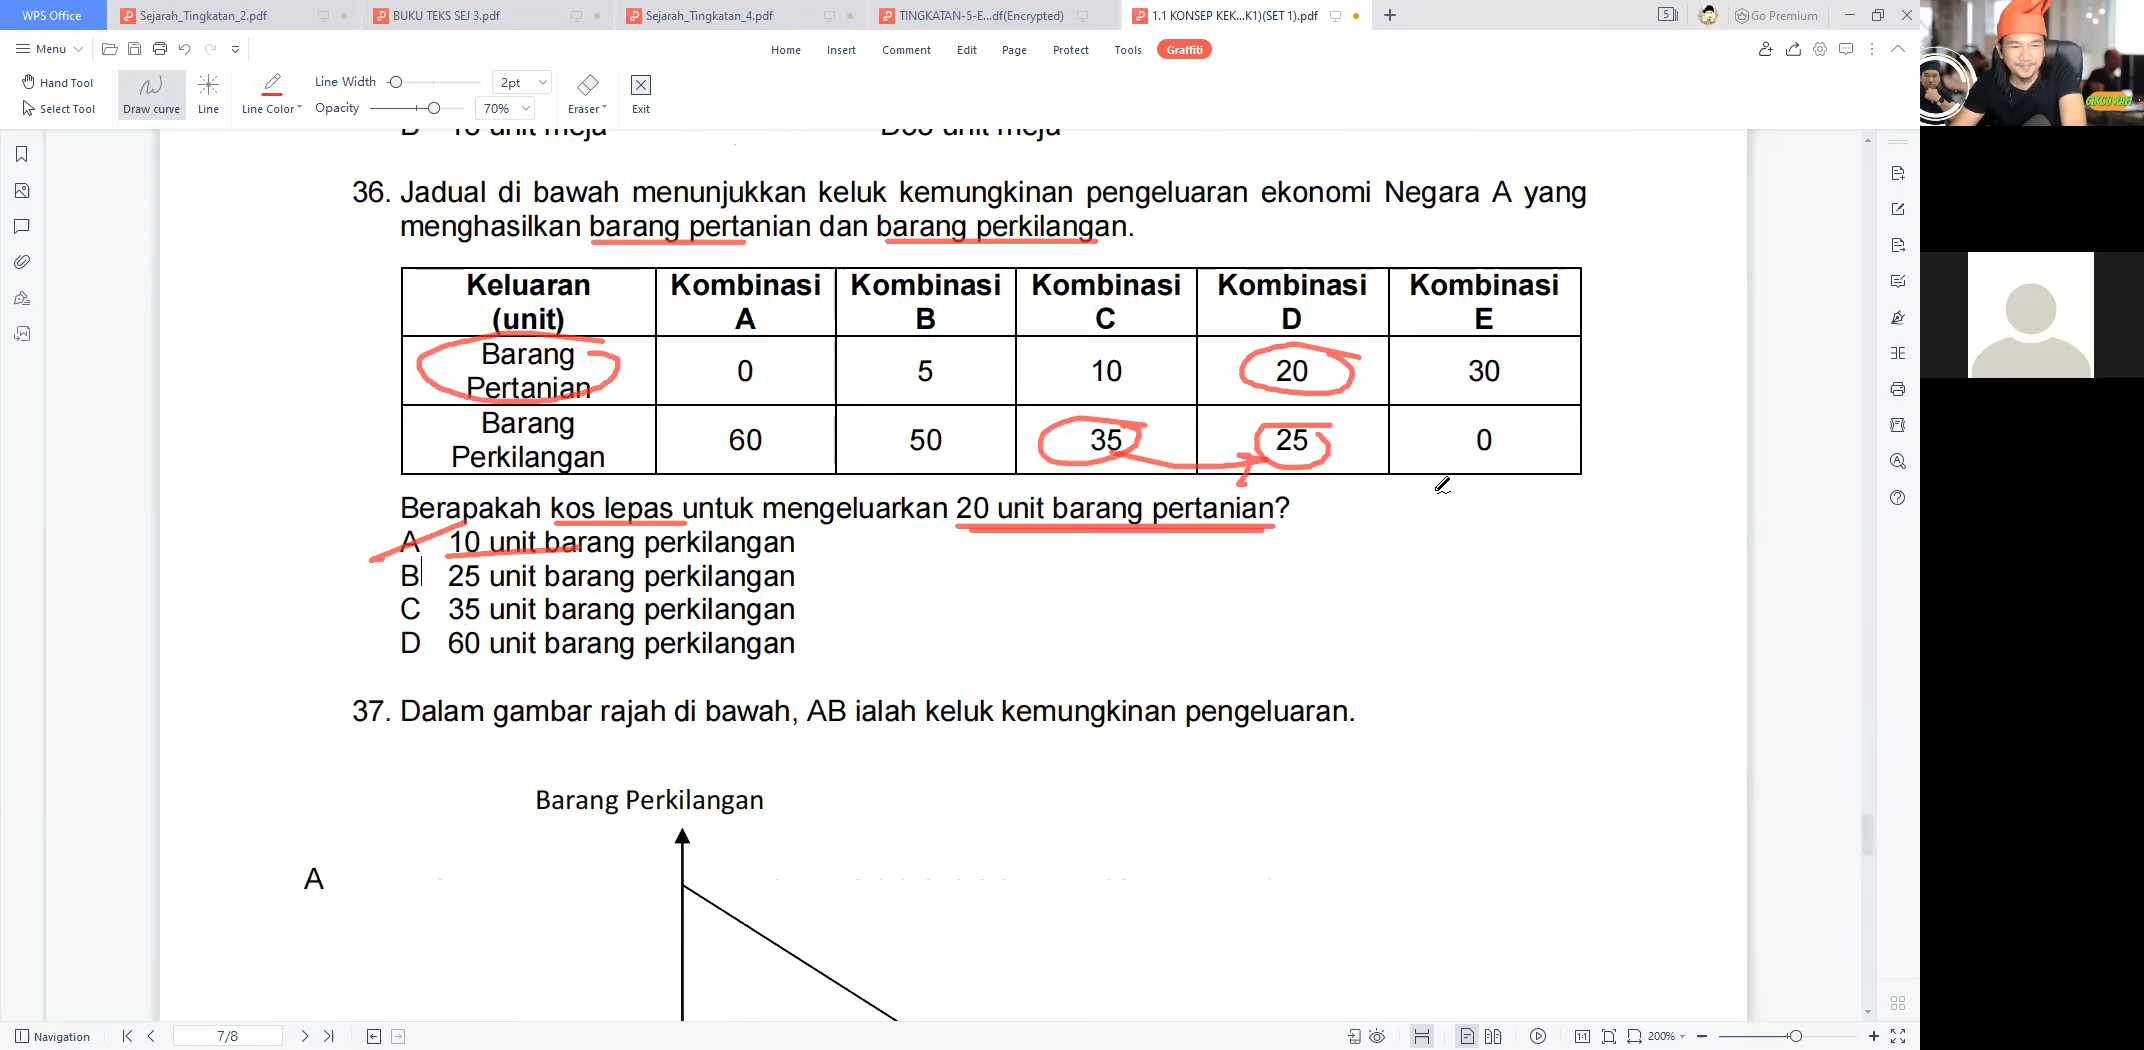 WPS Office
Sejarah_Tingkatan_2.pdf
BUKU TEKS SEJ 3.pdf
Sejarah_Tingkatan_4.pdf
TINGKATAN-5-E...df(Encrypted)
1.1 KONSEP KEK...K1)(SET 1).pdf
5
Go Premium
Menu
Home
Insert
Comment
Edit
Page
Protect
Tools
Graffiti
Hand Tool
Select Tool
Draw curve
Line
Line Color
Line Width
2pt
Opacity
70%
Eraser
Exit
36. Jadual di bawah menunjukkan keluk kemungkinan pengeluaran ekonomi Negara A yang
menghasilkan barang pertanian dan barang perkilangan.
Keluaran (unit) Kombinasi A Kombinasi B Kombinasi C Kombinasi D Kombinasi E
Barang Pertanian 0 5 10 20 30
Barang Perkilangan 60 50 35 25 0
Berapakah kos lepas untuk mengeluarkan 20 unit barang pertanian?
A 10 unit barang perkilangan
B 25 unit barang perkilangan
C 35 unit barang perkilangan
D 60 unit barang perkilangan
37. Dalam gambar rajah di bawah, AB ialah keluk kemungkinan pengeluaran.
Barang Perkilangan
A
Navigation
7/8
1:1
200%